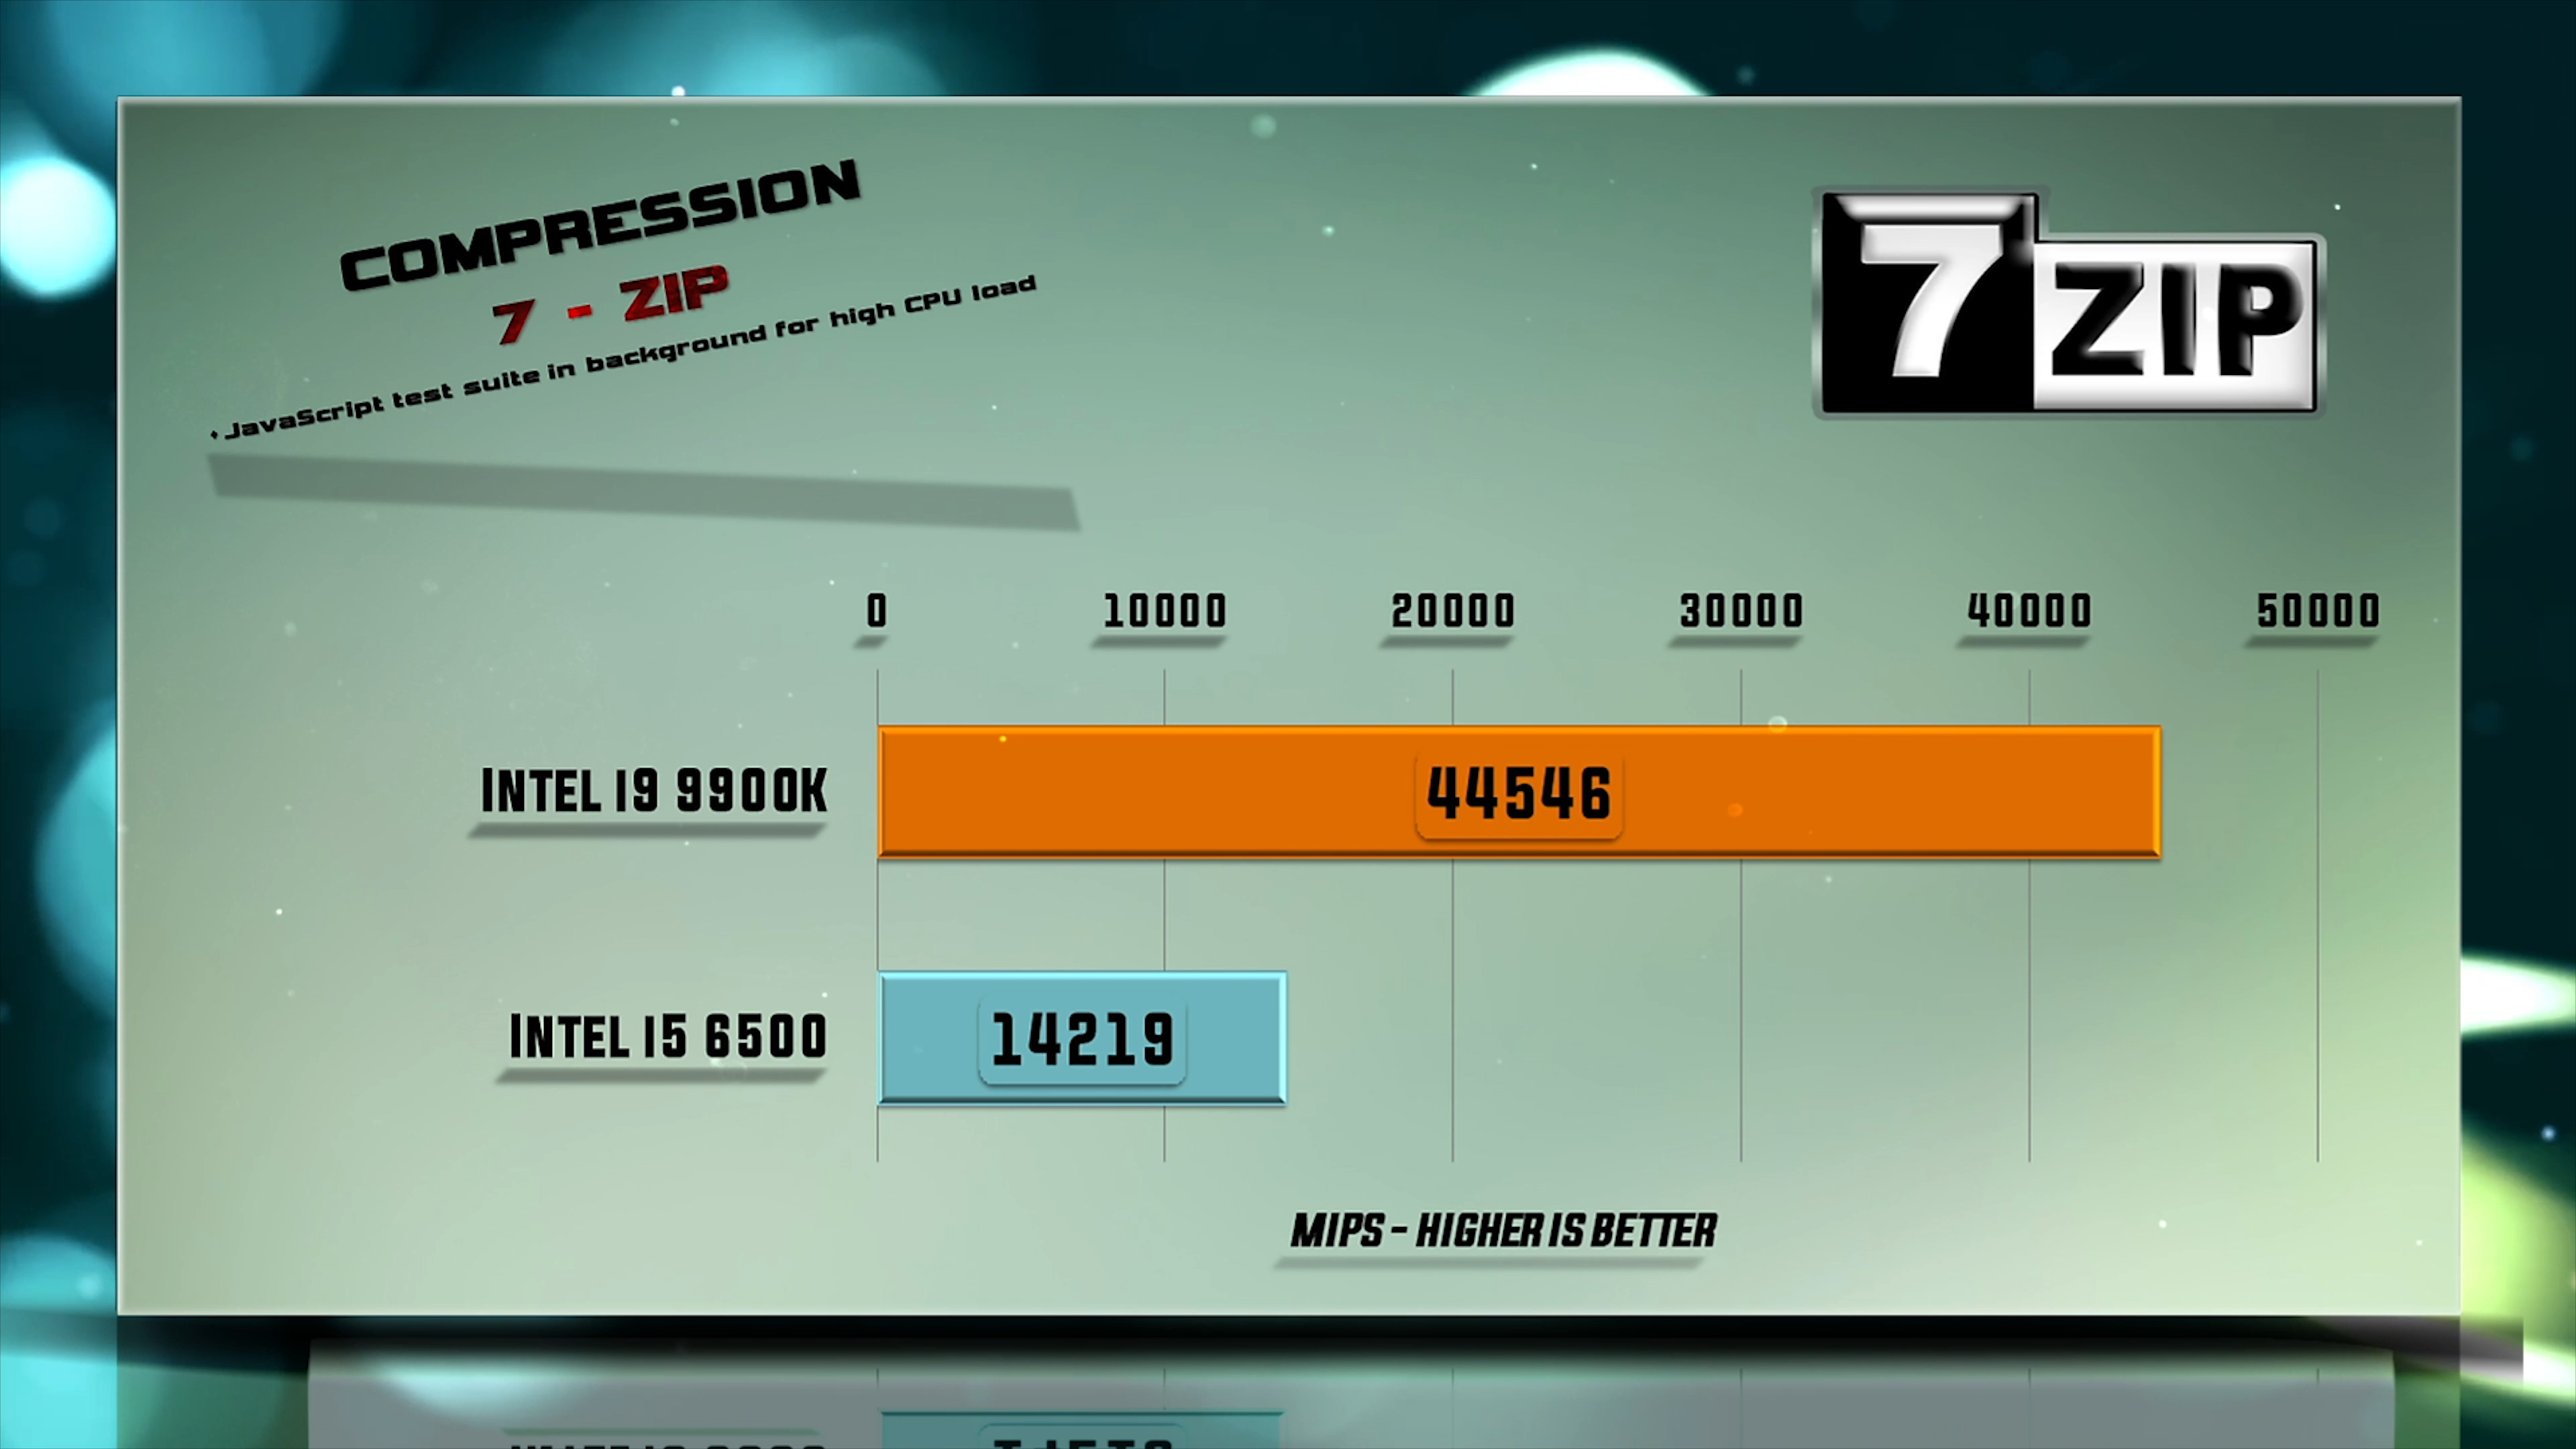 COMPRESSION
7 - ZIP
• JavaScript test suite in background for high CPU load
7 ZIP
0 10000 20000 30000 40000 50000
INTEL I9 9900K 44546
INTEL I5 6500 14219
MIPS - HIGHER IS BETTER